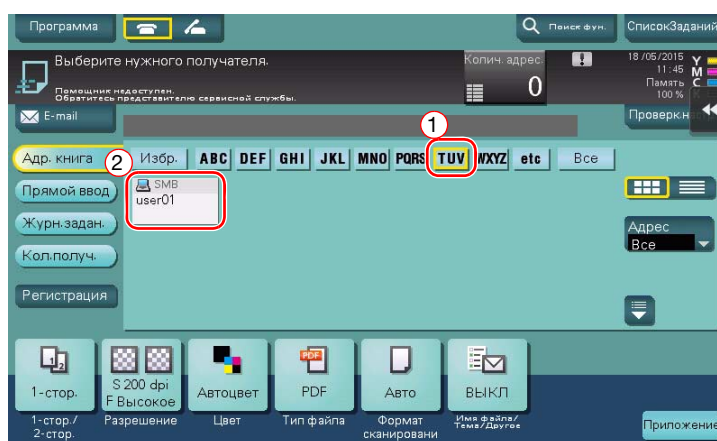 Программа
Поиск фун.
СписокЗаданий
Выберите нужного получателя.
Помощник недоступен.
Обратитесь представителю сервисной службы.
Колич. адрес
0
18/05/2015
11:45
Память
100 %
Y
M
C
K
E-mail
Проверк.н
1
Адр. книга
2
Избр.
ABC
DEF
GHI
JKL
MNO
PQRS
TUV
WXYZ
etc
Все
SMB
user01
Прямой ввод
Журн.задан.
Кол.получ.
Регистрация
Адрес
Все
1-стор.
S 200 dpi
F Высокое
Автоцвет
PDF
PDF
Авто
ВЫКЛ
1-стор./
2-стор.
Разрешение
Цвет
Тип файла
Формат
сканировани
Имя файла/
Тема/Другое
Приложение